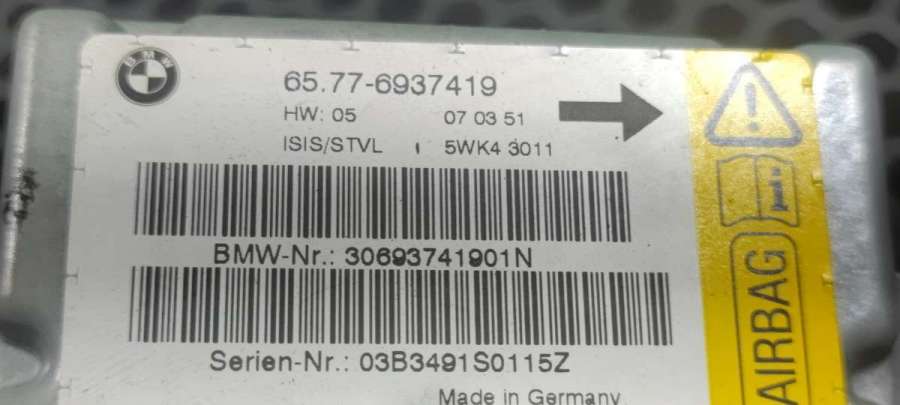 BMW
65.77-6937419
HW: 05 07 03 51
ISIS/STVL 5WK4 3011
BMW-Nr.: 30693741901N
Serien-Nr.: 03B3491S0115Z
Made in Germany
AIRBAG